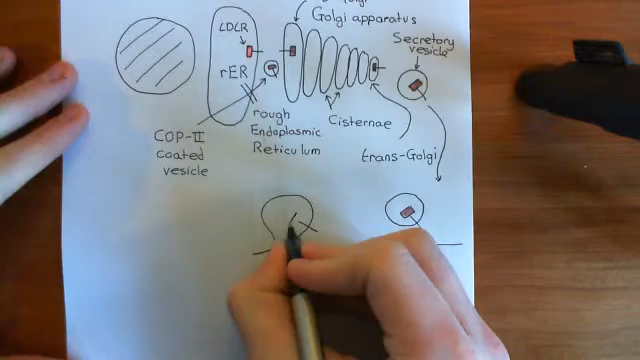 Golgi apparatus
LDLR
Secretory
vesicle
rER
rough
Endoplasmic
Reticulum
Cisternae
COP-II
coated
vesicle
trans-Golgi